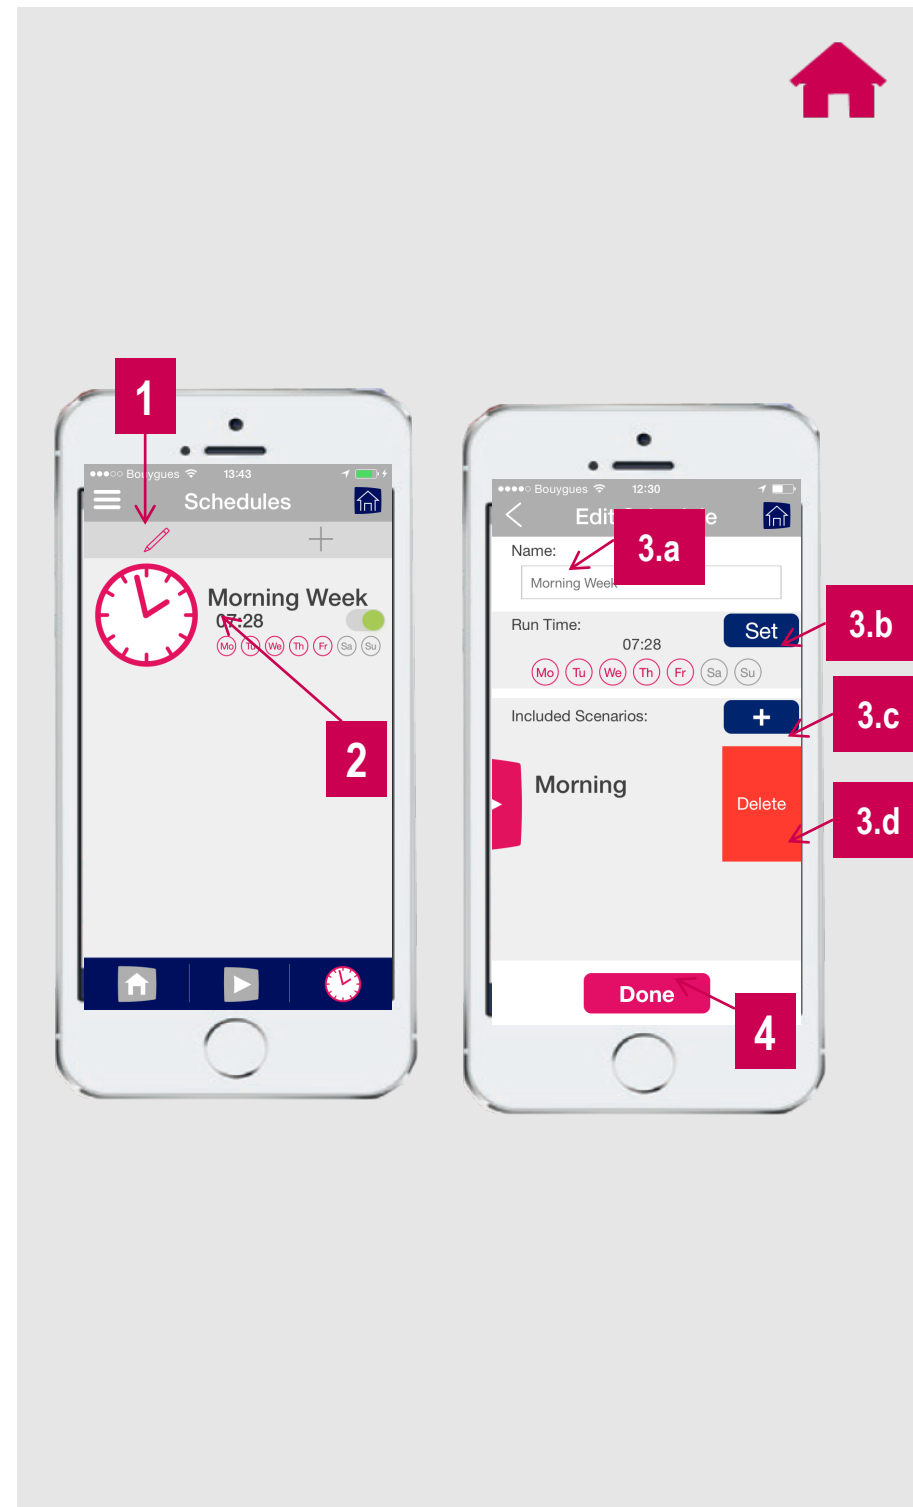 1
Bouygues 13:43
Schedules
Morning Week
07:28
Mo Tu We Th Fr Sa Su
2
Bouygues 12:30
Edit Schedule
3.a
Name:
Morning Week
Run Time:
07:28
Set
3.b
Mo Tu We Th Fr Sa Su
Included Scenarios:
+
3.c
Morning
Delete
3.d
Done
4